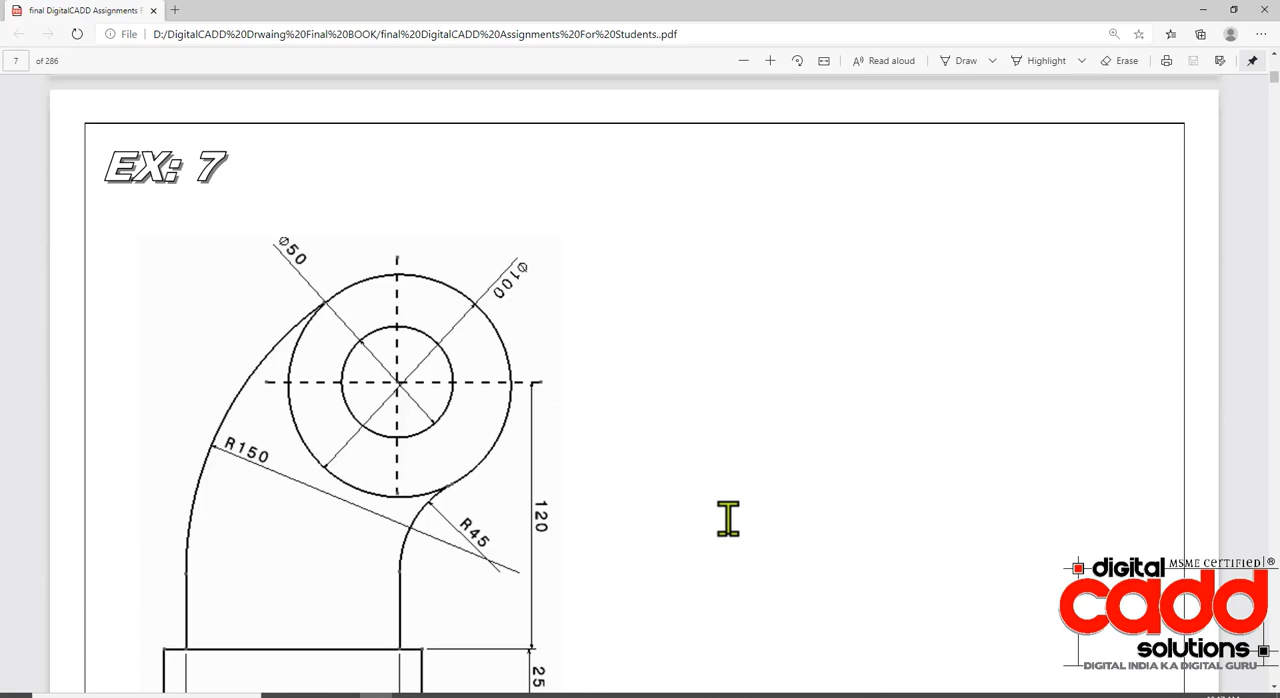 final DigitalCADD Assignments F
File
D:/DigitalCADD%20Drwaing%20Final%20BOOK/final%20DigitalCADD%20Assignments%20For%20Students..pdf
7
of 286
Read aloud
Draw
Highlight
Erase
EX: 7
Ø50
Ø100
R150
R45
120
25
digital
MSME CERTIFIED
®
cadd
solutions
DIGITAL INDIA KA DIGITAL GURU